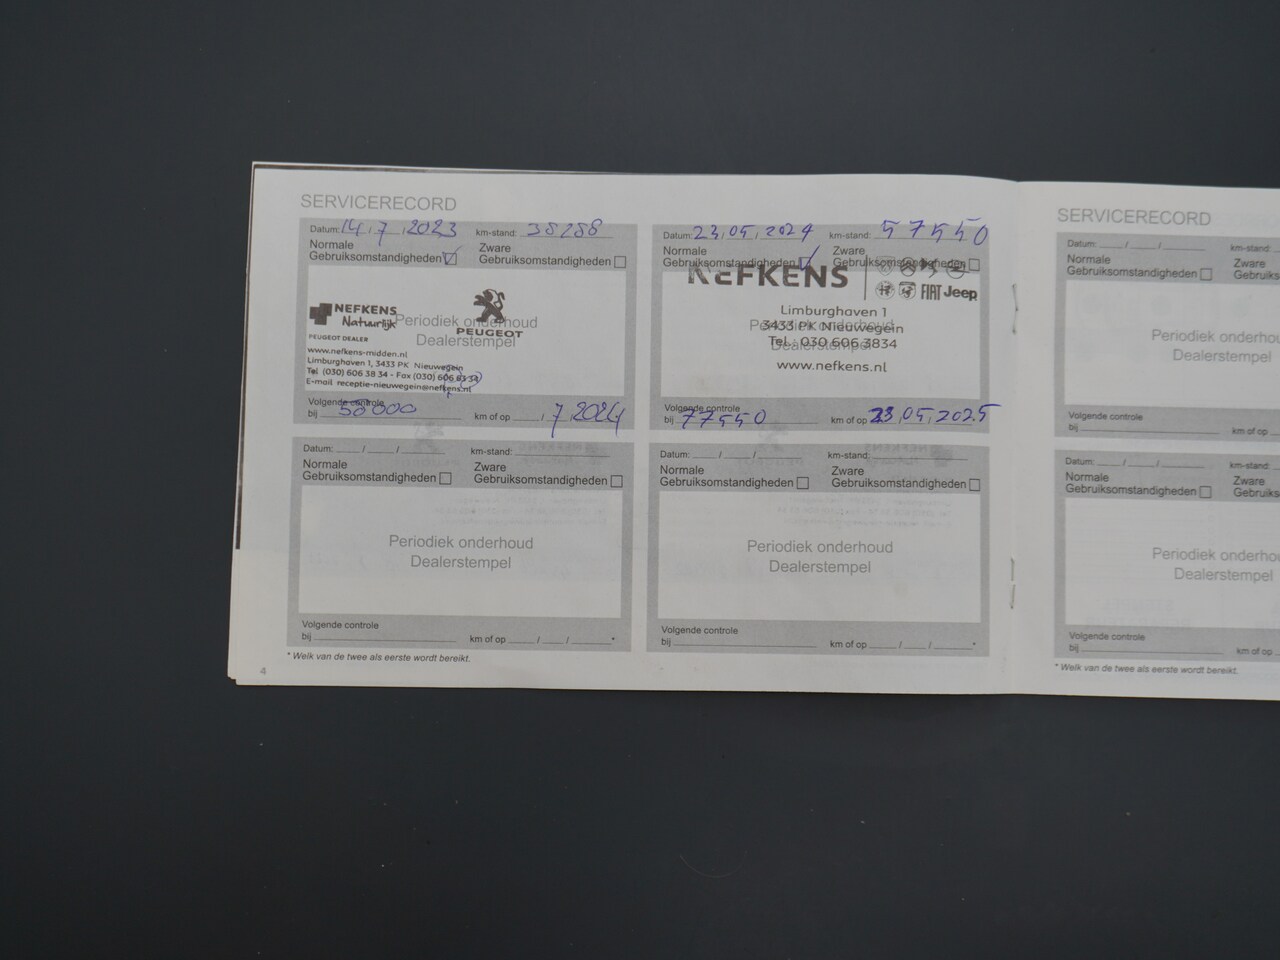 SERVICERECORD
Datum: 14, 7, 2023 km-stand: 38288
Normale
Gebruiksomstandigheden
Zware
Gebruiksomstandigheden
NEFKENS
Natuurlijk
PEUGEOT DEALER
PEUGEOT
Periodiek onderhoud
Dealerstempel
www.nefkens-midden.nl
Limburghaven 1, 3433 PK Nieuwegein
Tel (030) 606 38 34 - Fax (030) 606 63 34
E-mail receptie-nieuwegein@nefkens.nl
Volgende controle
bij 58000 km of op / 7, 2024
Datum: 23, 05, 2024 km-stand: 57550
Normale
Gebruiksomstandigheden
Zware
Gebruiksomstandigheden
NEFKENS
FIAT Jeep
Limburghaven 1
3433 PK Nieuwegein
Tel.: 030 606 3834
www.nefkens.nl
Periodiek onderhoud
Dealerstempel
Volgende controle
bij 77550 km of op 23, 05, 2025
Datum: / / km-stand:
Normale
Gebruiksomstandigheden
Zware
Gebruiksomstandigheden
Periodiek onderhoud
Dealerstempel
Volgende controle
bij km of op / / *
Datum: / / km-stand:
Normale
Gebruiksomstandigheden
Zware
Gebruiksomstandigheden
Periodiek onderhoud
Dealerstempel
Volgende controle
bij km of op / / *
* Welk van de twee als eerste wordt bereikt.
4
SERVICERECORD
Datum: / / km-stand:
Normale
Gebruiksomstandigheden
Zware
Periodiek
Dealerstempel
Volgende controle
bij km of op
Datum: / / km-stand:
Normale
Gebruiksomstandigheden
Zware
Periodiek
Dealerstempel
Volgende controle
bij km of op
* Welk van de twee als eerste wordt bereikt.